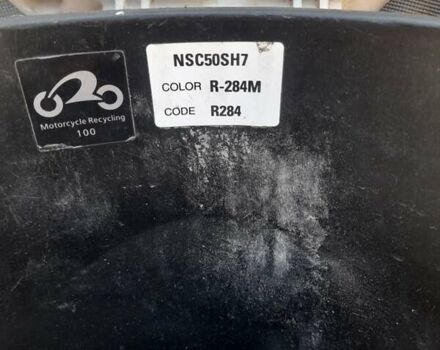 NSC50SH7
COLOR R-284M
CODE R284
Motorcycle Recycling
100